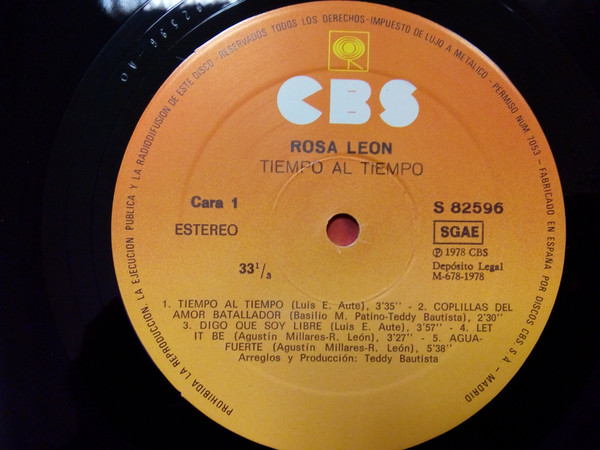 S 82596 - AO
PROHIBIDA LA REPRODUCCION, LA EJECUCION PUBLICA Y LA RADIODIFUSION DE ESTE DISCO - RESERVADOS TODOS LOS DERECHOS - IMPUESTO DE LUJO A METALICO - PERMISO NUM. 7053 - FABRICADO EN ESPAÑA POR DISCOS CBS, S. A. - MADRID
CBS
ROSA LEON
TIEMPO AL TIEMPO
Cara 1
S 82596
ESTEREO
SGAE
Ⓟ 1978 CBS
33 1/3
Depósito Legal
M-678-1978
1. TIEMPO AL TIEMPO (Luis E. Aute), 3'35'' - 2. COPLILLAS DEL
AMOR BATALLADOR (Basilio M. Patino-Teddy Bautista), 2'30''
3. DIGO QUE SOY LIBRE (Luis E. Aute), 3'57'' - 4. LET
IT BE (Agustín Millares-R. León), 3'27'' - 5. AGUA-
FUERTE (Agustín Millares-R. León), 5'38''
Arreglos y Producción: Teddy Bautista